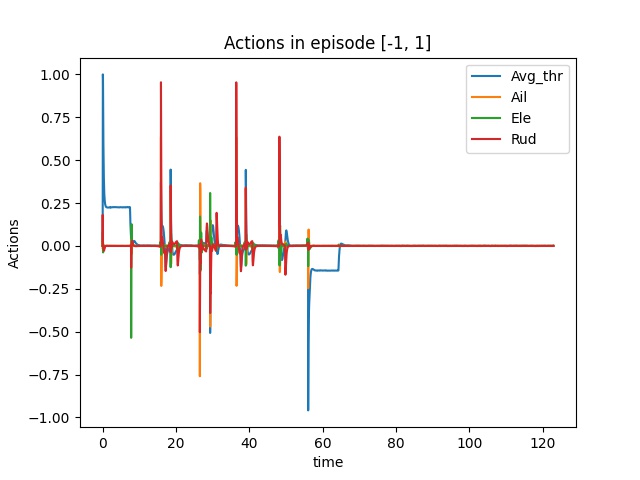 Actions in episode [-1, 1]
Avg_thr
Ail
Ele
Rud
Actions
1.00
0.75
0.50
0.25
0.00
−0.25
−0.50
−0.75
−1.00
0 20 40 60 80 100 120
time